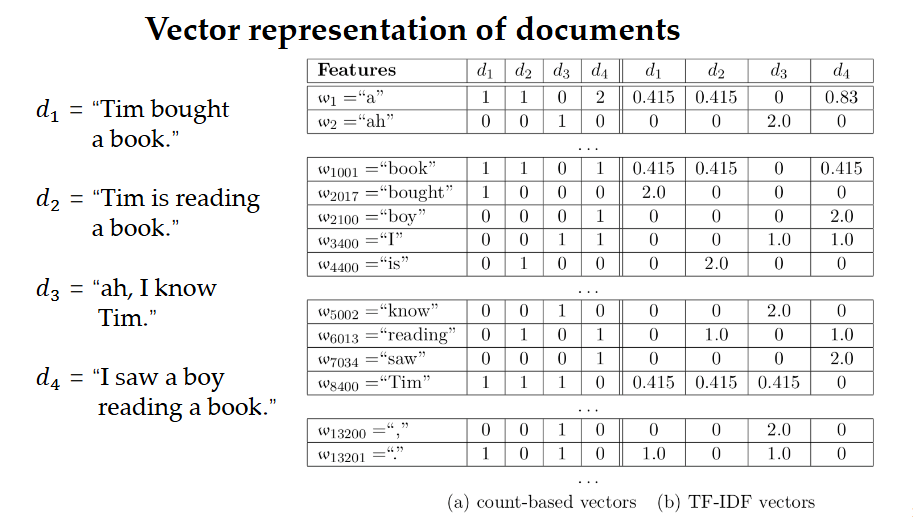 Vector representation of documents
d₁ = “Tim bought
a book.”
d₂ = “Tim is reading
a book.”
d₃ = “ah, I know
Tim.”
d₄ = “I saw a boy
reading a book.”
Features d₁ d₂ d₃ d₄ d₁ d₂ d₃ d₄
w₁ =“a” 1 1 0 2 0.415 0.415 0 0.83
w₂ =“ah” 0 0 1 0 0 0 2.0 0
...
w₁₀₀₁ =“book” 1 1 0 1 0.415 0.415 0 0.415
w₂₀₁₇ =“bought” 1 0 0 0 2.0 0 0 0
w₂₁₀₀ =“boy” 0 0 0 1 0 0 0 2.0
w₃₄₀₀ =“I” 0 0 1 1 0 0 1.0 1.0
w₄₄₀₀ =“is” 0 1 0 0 0 2.0 0 0
...
w₅₀₀₂ =“know” 0 0 1 0 0 0 2.0 0
w₆₀₁₃ =“reading” 0 1 0 1 0 1.0 0 1.0
w₇₀₃₄ =“saw” 0 0 0 1 0 0 0 2.0
w₈₄₀₀ =“Tim” 1 1 1 0 0.415 0.415 0.415 0
...
w₁₃₂₀₀ =“,” 0 0 1 0 0 0 2.0 0
w₁₃₂₀₁ =“.” 1 0 1 0 1.0 0 1.0 0
...
(a) count-based vectors (b) TF-IDF vectors